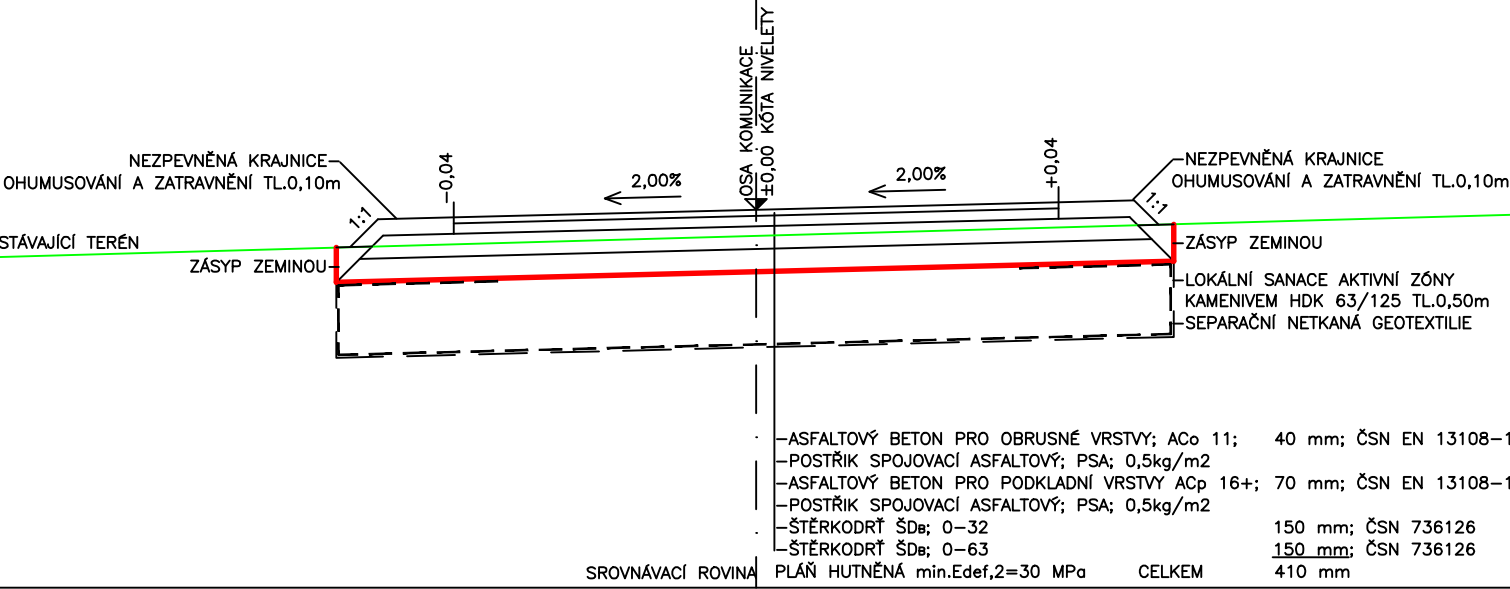 OSA KOMUNIKACE
±0,00 KÓTA NIVELETY
NEZPEVNĚNÁ KRAJNICE
OHUMUSOVÁNÍ A ZATRAVNĚNÍ TL.0,10m
1:1
-0,04
2,00%
2,00%
+0,04
1:1
NEZPEVNĚNÁ KRAJNICE
OHUMUSOVÁNÍ A ZATRAVNĚNÍ TL.0,10m
STÁVAJÍCÍ TERÉN
ZÁSYP ZEMINOU
ZÁSYP ZEMINOU
LOKÁLNÍ SANACE AKTIVNÍ ZÓNY
KAMENIVEM HDK 63/125 TL.0,50m
SEPARAČNÍ NETKANÁ GEOTEXTILIE
ASFALTOVÝ BETON PRO OBRUSNÉ VRSTVY; ACo 11; 40 mm; ČSN EN 13108-1
POSTŘIK SPOJOVACÍ ASFALTOVÝ; PSA; 0,5kg/m2
ASFALTOVÝ BETON PRO PODKLADNÍ VRSTVY ACp 16+; 70 mm; ČSN EN 13108-1
POSTŘIK SPOJOVACÍ ASFALTOVÝ; PSA; 0,5kg/m2
ŠTĚRKODRŤ ŠDB; 0-32 150 mm; ČSN 736126
ŠTĚRKODRŤ ŠDB; 0-63 150 mm; ČSN 736126
SROVNÁVACÍ ROVINA PLÁŇ HUTNĚNÁ min.Edef,2=30 MPa CELKEM 410 mm